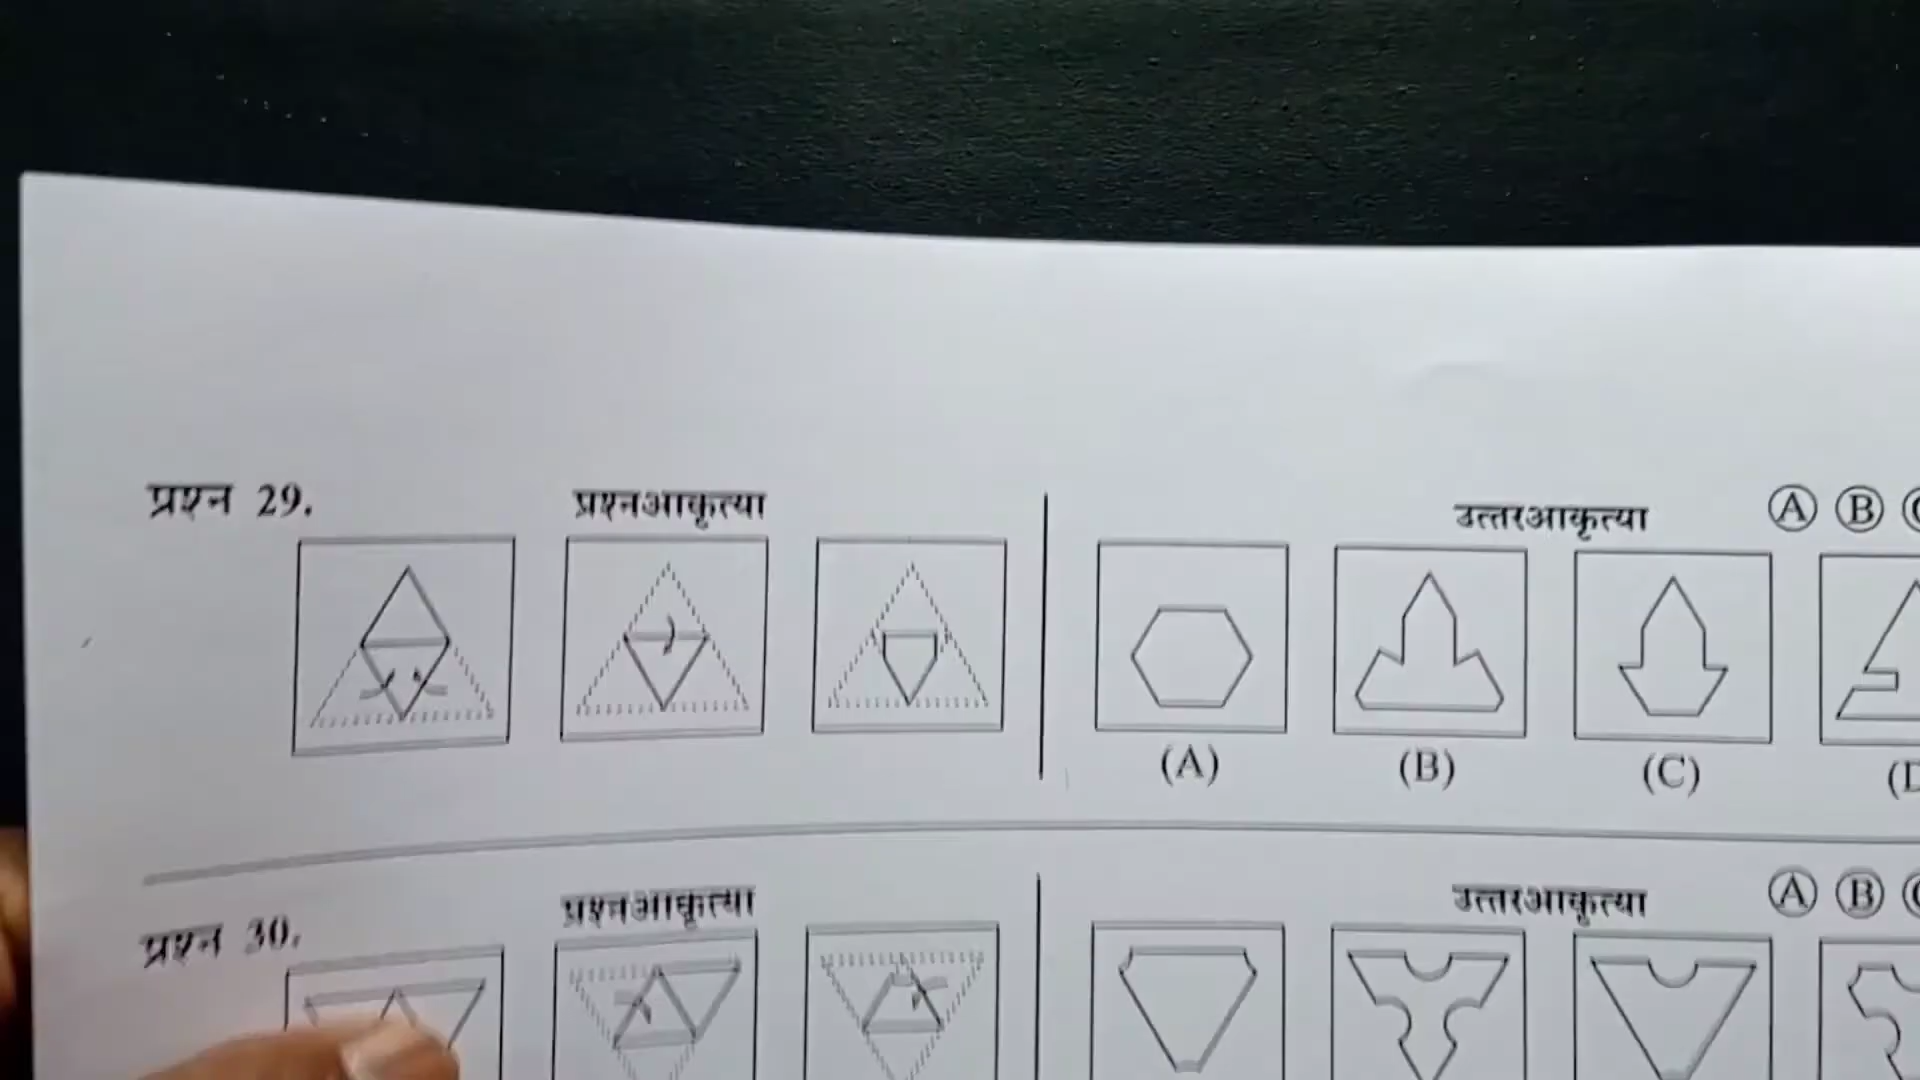 प्रश्न 29.
प्रश्नआकृत्या
उत्तरआकृत्या
Ⓐ Ⓑ
(A)
(B)
(C)
प्रश्न 30.
प्रश्नआकृत्या
उत्तरआकृत्या
Ⓐ Ⓑ